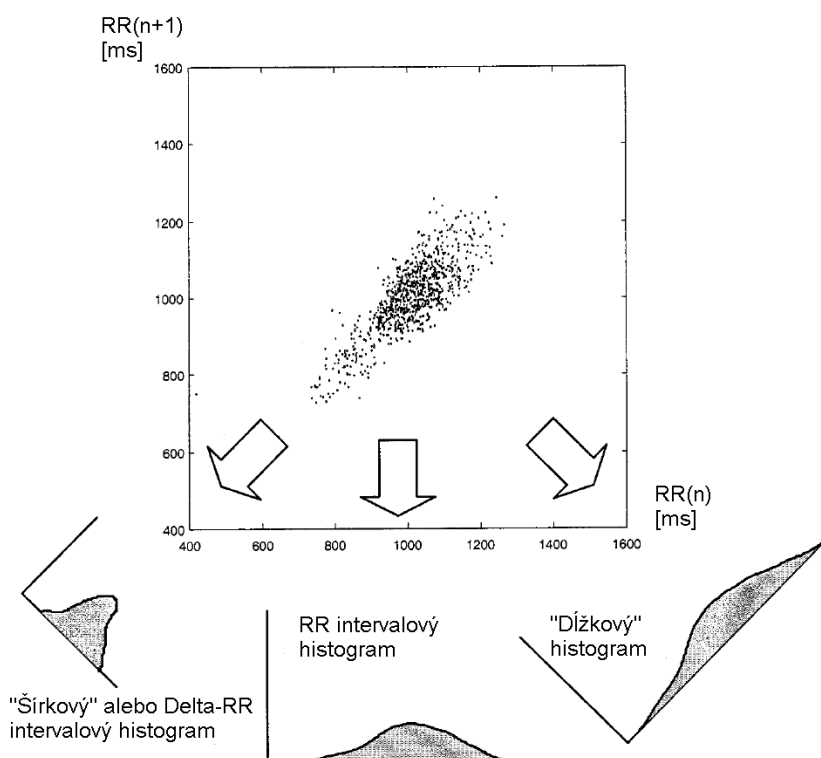 RR(n+1)
[ms]
1600
1400
1200
1000
800
600
400
400
600
800
1000
1200
1400
1600
RR(n)
[ms]
RR intervalový
histogram
"Dĺžkový"
histogram
"Šírkový" alebo Delta-RR
intervalový histogram